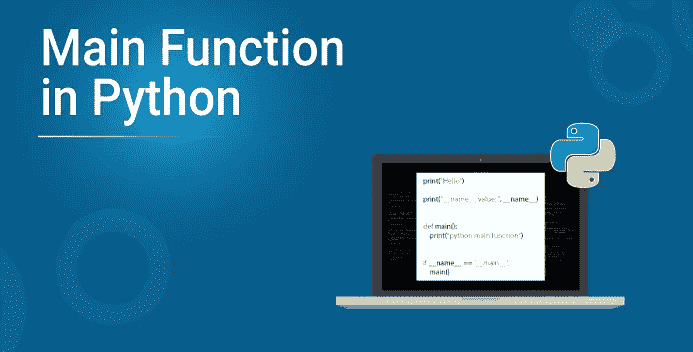 Main Function
in Python
print("Hello")
print("__name__ value: ", __name__)
def main():
print("python main function")
if __name__ == '__main__':
main()